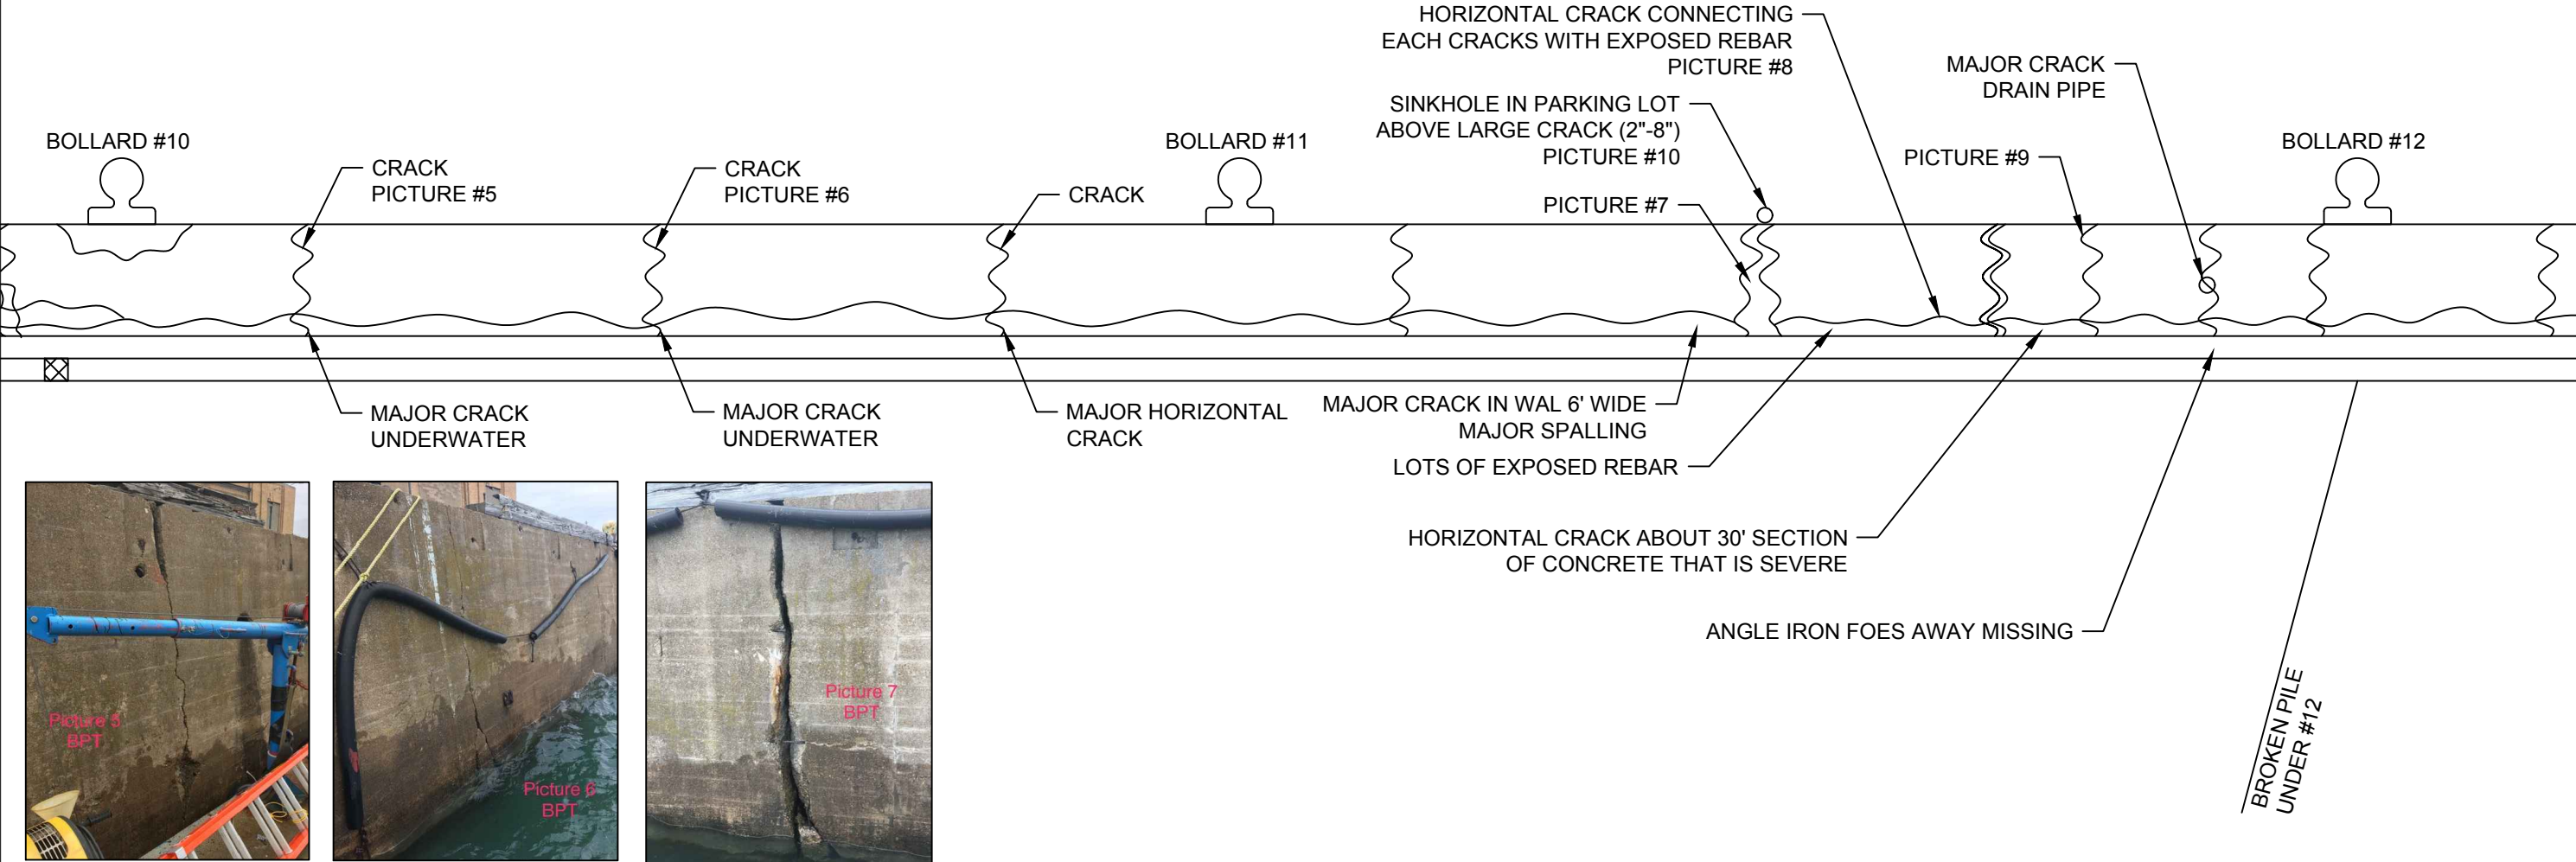 HORIZONTAL CRACK CONNECTING
EACH CRACKS WITH EXPOSED REBAR
PICTURE #8
MAJOR CRACK
DRAIN PIPE
SINKHOLE IN PARKING LOT
ABOVE LARGE CRACK (2"-8")
PICTURE #10
BOLLARD #10
CRACK
PICTURE #5
CRACK
PICTURE #6
CRACK
BOLLARD #11
PICTURE #7
PICTURE #9
BOLLARD #12
MAJOR CRACK
UNDERWATER
MAJOR CRACK
UNDERWATER
MAJOR HORIZONTAL
CRACK
MAJOR CRACK IN WAL 6' WIDE
MAJOR SPALLING
LOTS OF EXPOSED REBAR
HORIZONTAL CRACK ABOUT 30' SECTION
OF CONCRETE THAT IS SEVERE
ANGLE IRON FOES AWAY MISSING
BROKEN PILE
UNDER #12
Picture 5
BPT
Picture 6
BPT
Picture 7
BPT